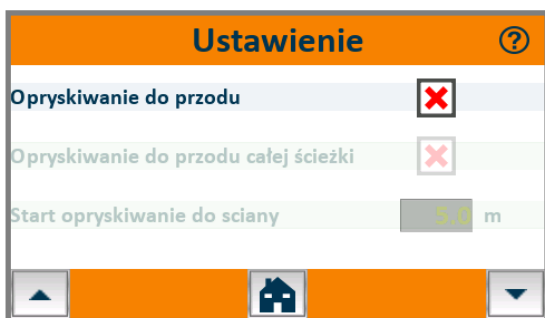 Ustawienie ?
Opryskiwanie do przodu
Opryskiwanie do przodu całej ścieżki
Start opryskiwanie do sciany 5.0 m